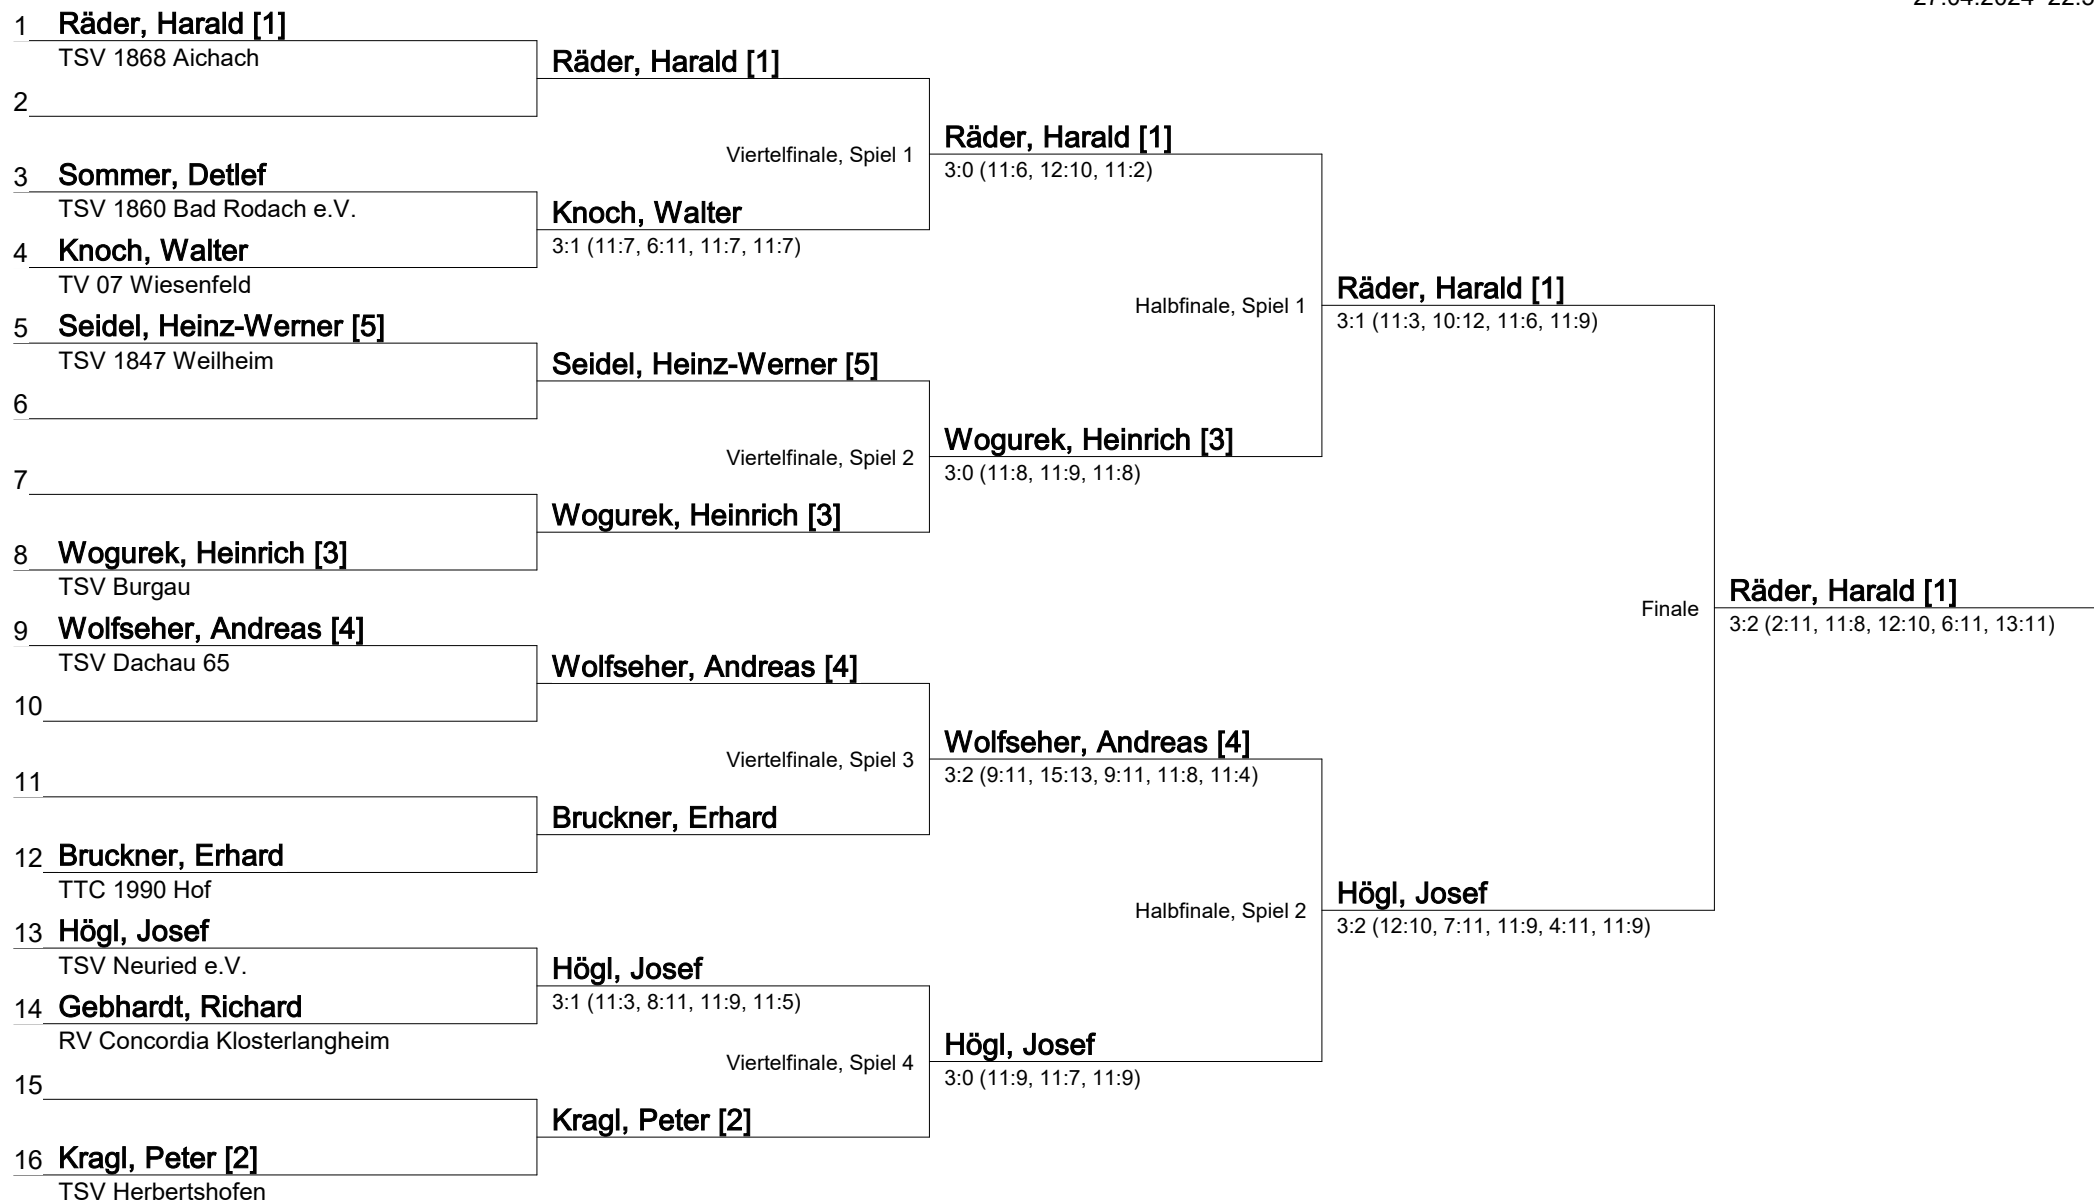 1 Räder, Harald [1]
TSV 1868 Aichach
2
3 Sommer, Detlef
TSV 1860 Bad Rodach e.V.
4 Knoch, Walter
TV 07 Wiesenfeld
5 Seidel, Heinz-Werner [5]
TSV 1847 Weilheim
6
7
8 Wogurek, Heinrich [3]
TSV Burgau
9 Wolfseher, Andreas [4]
TSV Dachau 65
10
11
12 Bruckner, Erhard
TTC 1990 Hof
13 Högl, Josef
TSV Neuried e.V.
14 Gebhardt, Richard
RV Concordia Klosterlangheim
15
16 Kragl, Peter [2]
TSV Herbertshofen
Räder, Harald [1]
Viertelfinale, Spiel 1
Knoch, Walter
3:1 (11:7, 6:11, 11:7, 11:7)
Seidel, Heinz-Werner [5]
Viertelfinale, Spiel 2
Wogurek, Heinrich [3]
Wolfseher, Andreas [4]
Viertelfinale, Spiel 3
Bruckner, Erhard
Högl, Josef
3:1 (11:3, 8:11, 11:9, 11:5)
Viertelfinale, Spiel 4
Kragl, Peter [2]
Räder, Harald [1]
3:0 (11:6, 12:10, 11:2)
Halbfinale, Spiel 1
Wogurek, Heinrich [3]
3:0 (11:8, 11:9, 11:8)
Wolfseher, Andreas [4]
3:2 (9:11, 15:13, 9:11, 11:8, 11:4)
Halbfinale, Spiel 2
Högl, Josef
3:0 (11:9, 11:7, 11:9)
Räder, Harald [1]
3:1 (11:3, 10:12, 11:6, 11:9)
Finale
Högl, Josef
3:2 (12:10, 7:11, 11:9, 4:11, 11:9)
Räder, Harald [1]
3:2 (2:11, 11:8, 12:10, 6:11, 13:11)